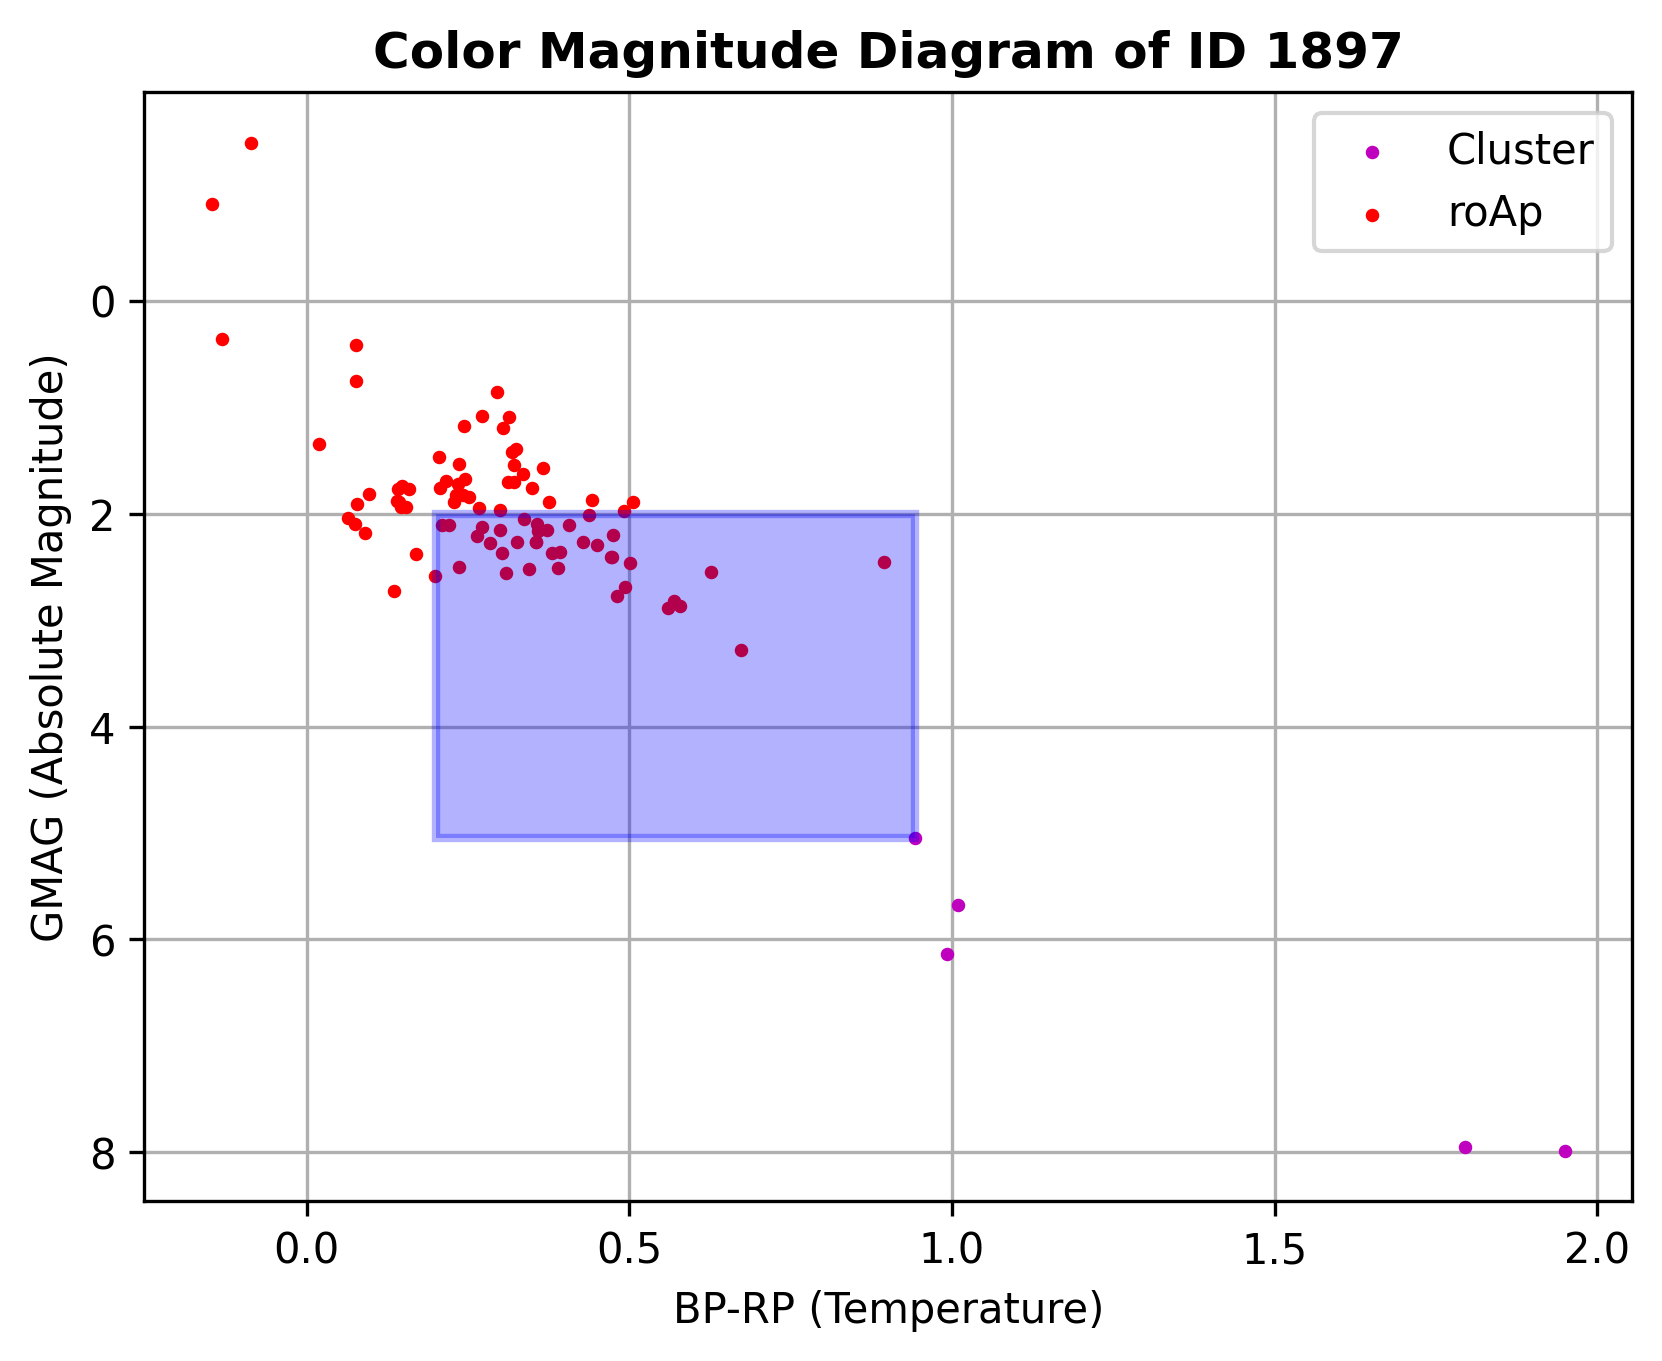 Color Magnitude Diagram of ID 1897
Cluster
roAp
GMAG (Absolute Magnitude)
0
2
4
6
8
0.0 0.5 1.0 1.5 2.0
BP-RP (Temperature)